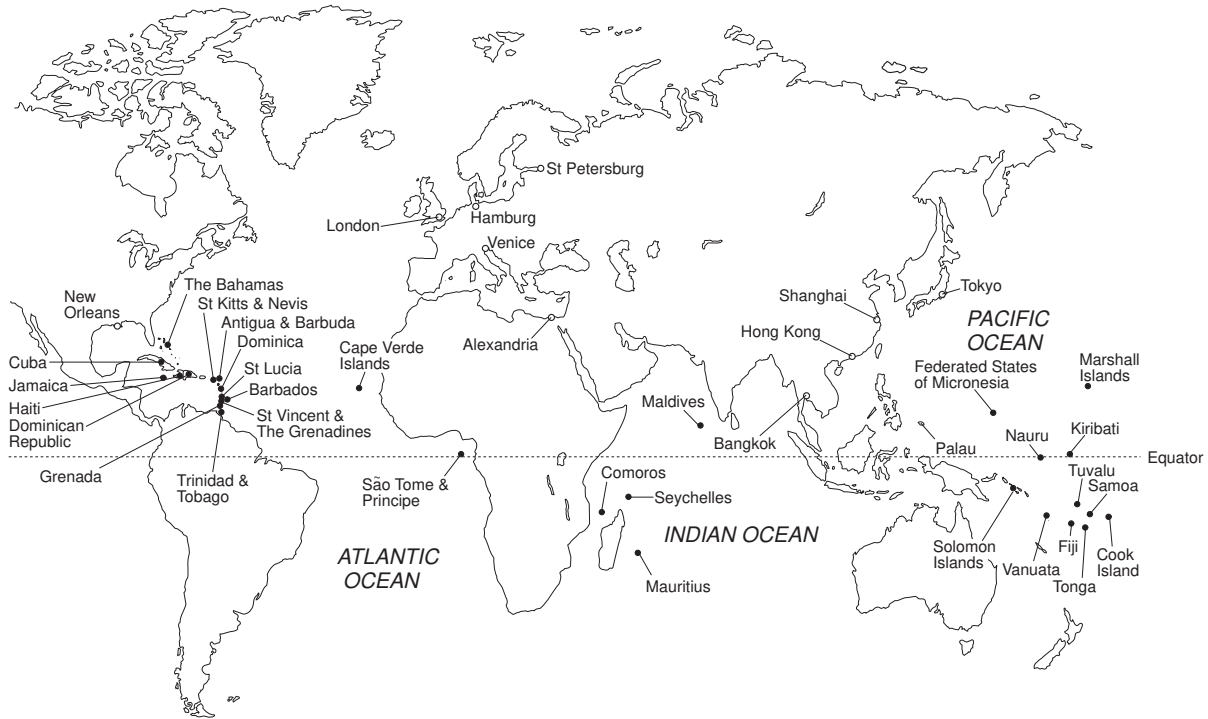 St Petersburg
London
Hamburg
Venice
The Bahamas
St Kitts & Nevis
New
Orleans
Antigua & Barbuda
Dominica
Cuba
Jamaica
Haiti
Dominican
Republic
St Lucia
Barbados
St Vincent &
The Grenadines
Grenada
Trinidad &
Tobago
Cape Verde
Islands
Alexandria
Shanghai
Tokyo
Hong Kong
PACIFIC
OCEAN
Federated States
of Micronesia
Marshall
Islands
Maldives
Bangkok
Palau
Nauru
Kiribati
Equator
São Tome &
Principe
Comoros
Seychelles
Tuvalu
Samoa
ATLANTIC
OCEAN
INDIAN OCEAN
Mauritius
Solomon
Islands
Vanuata
Fiji
Tonga
Cook
Island